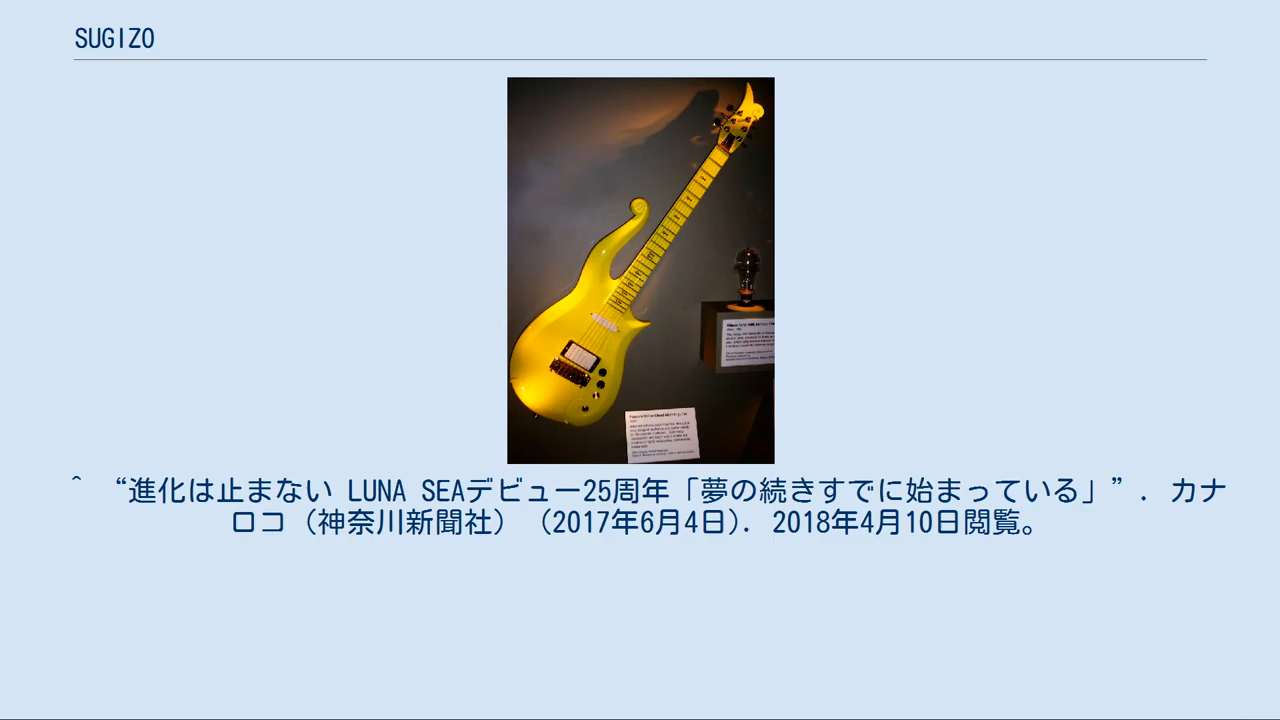 SUGIZO
^ “進化は止まない LUNA SEAデビュー25周年「夢の続きすでに始まっている」”. カナ
ロコ（神奈川新聞社） （2017年6月4日）. 2018年4月10日閲覧。